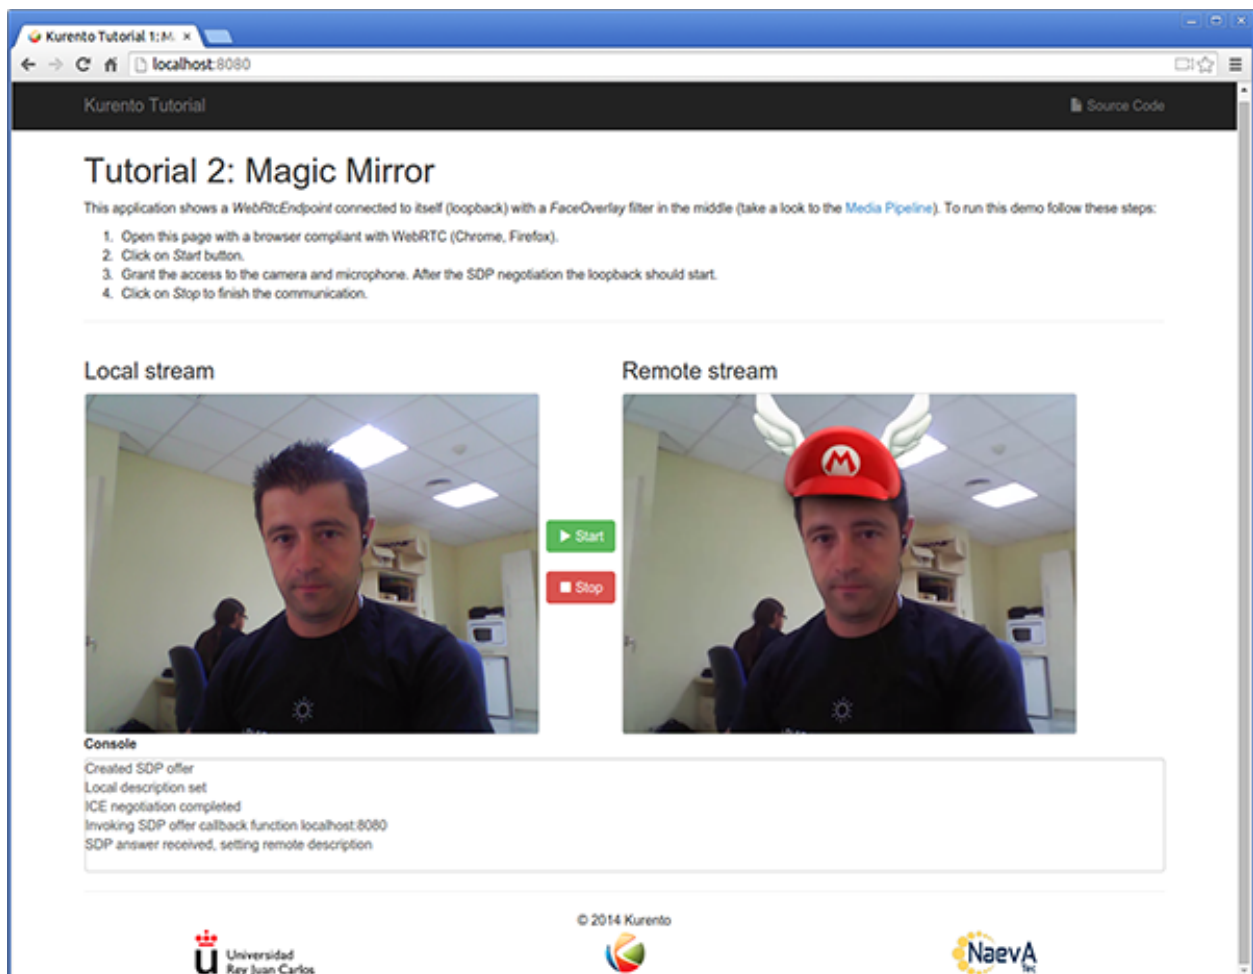 Kurento Tutorial 1: M
localhost:8080
Kurento Tutorial
Source Code
Tutorial 2: Magic Mirror
This application shows a WebRtcEndpoint connected to itself (loopback) with a FaceOverlay filter in the middle (take a look to the Media Pipeline). To run this demo follow these steps:
1. Open this page with a browser compliant with WebRTC (Chrome, Firefox).
2. Click on Start button.
3. Grant the access to the camera and microphone. After the SDP negotiation the loopback should start.
4. Click on Stop to finish the communication.
Local stream
Remote stream
M
Start
Stop
Console
Created SDP offer
Local description set
ICE negotiation completed
Invoking SDP offer callback function localhost:8080
SDP answer received, setting remote description
© 2014 Kurento
Universidad
Rey Juan Carlos
NaevA
Tec